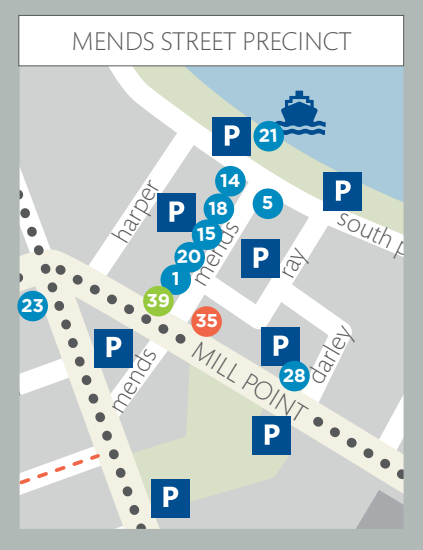 MENDS STREET PRECINCT
P
21
14
P
P
18
5
harper
15
mends
south p
20
P
ray
1
39
23
35
P
P
darley
28
mends
MILL POINT
P
P